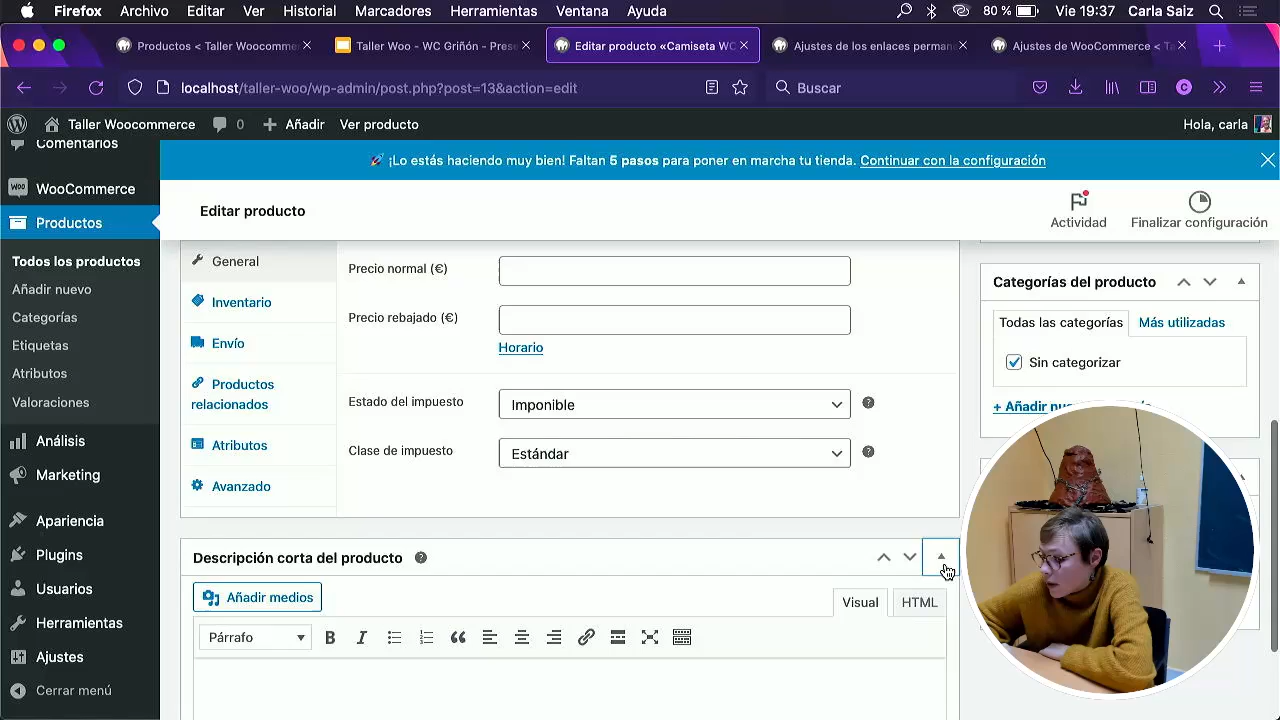 Firefox Archivo Editar Ver Historial Marcadores Herramientas Ventana Ayuda 80 % Vie 19:37 Carla Saiz
Productos < Taller Woocomme
Taller Woo - WC Griñón - Pres
Editar producto «Camiseta WC
Ajustes de los enlaces perman
Ajustes de WooCommerce < Ta
localhost/taller-woo/wp-admin/post.php?post=13&action=edit
Buscar
Taller Woocommerce 0 Añadir Ver producto Hola, carla
Comentarios
WooCommerce
Productos
Todos los productos
Añadir nuevo
Categorías
Etiquetas
Atributos
Valoraciones
Análisis
Marketing
Apariencia
Plugins
Usuarios
Herramientas
Ajustes
Cerrar menú
¡Lo estás haciendo muy bien! Faltan 5 pasos para poner en marcha tu tienda. Continuar con la configuración
Editar producto
Actividad
Finalizar configuración
General
Inventario
Envío
Productos
relacionados
Atributos
Avanzado
Precio normal (€)
Precio rebajado (€)
Horario
Estado del impuesto
Imponible
Clase de impuesto
Estándar
Descripción corta del producto
Añadir medios
Visual
HTML
Párrafo
Categorías del producto
Todas las categorías
Más utilizadas
Sin categorizar
+ Añadir